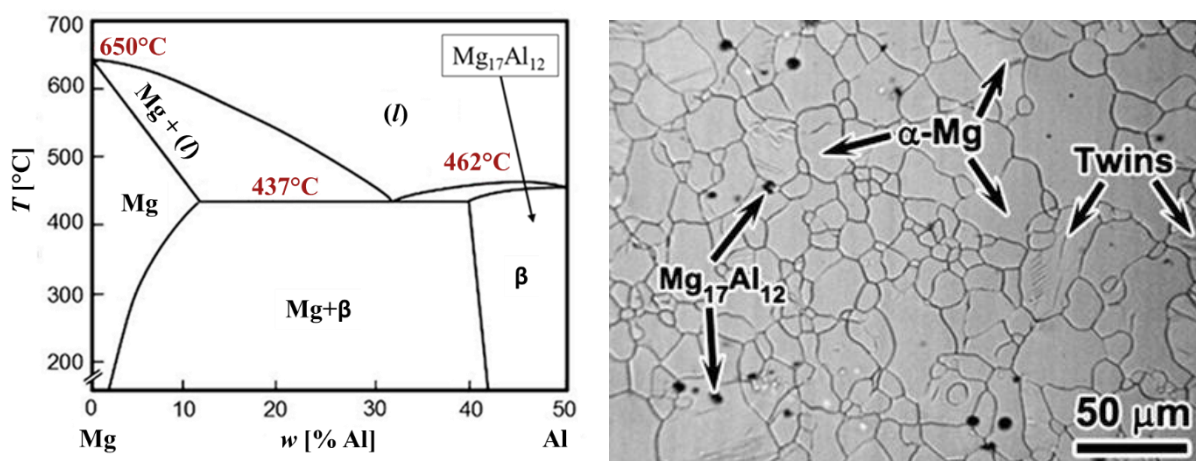 700
600
500
400
300
200
T [°C]
650°C
Mg₁₇Al₁₂
Mg + (l)
(l)
462°C
437°C
Mg
β
Mg+β
0
10
20
30
40
50
Mg
w [% Al]
Al
α-Mg
Twins
Mg₁₇Al₁₂
50 µm